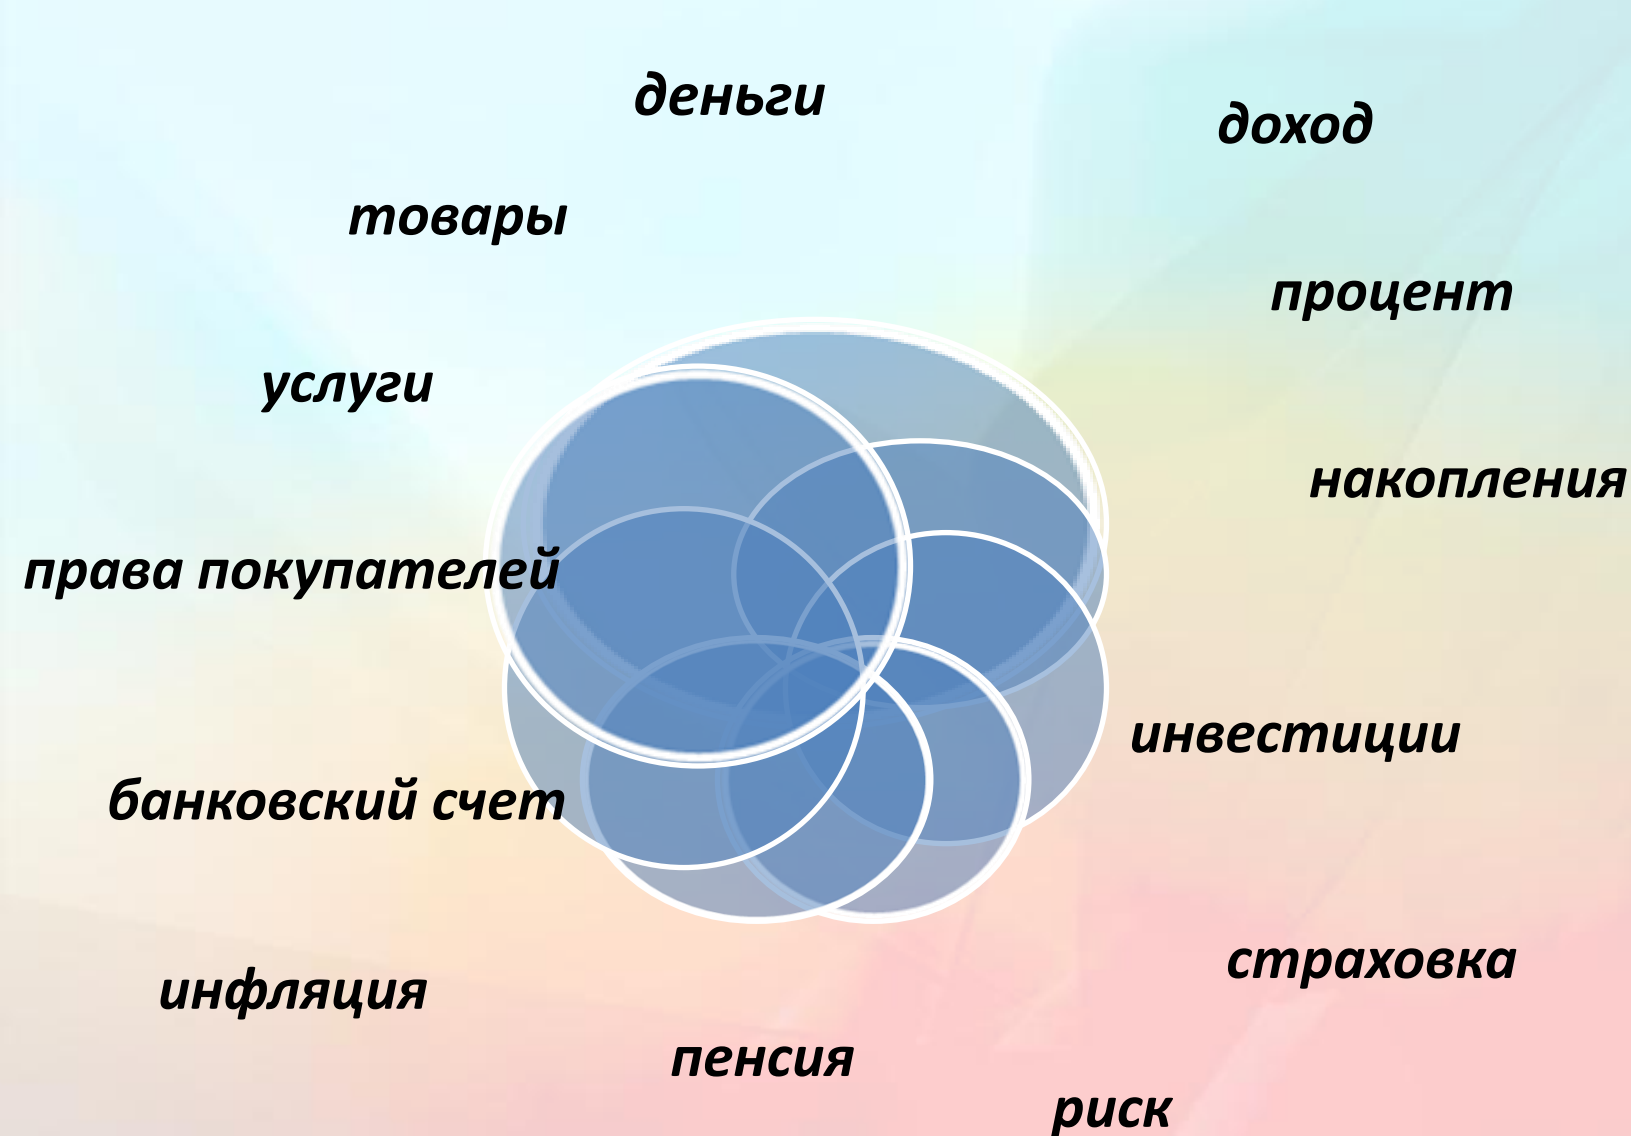 деньги
доход
товары
процент
услуги
накопления
права покупателей
инвестиции
банковский счет
страховка
инфляция
пенсия
риск